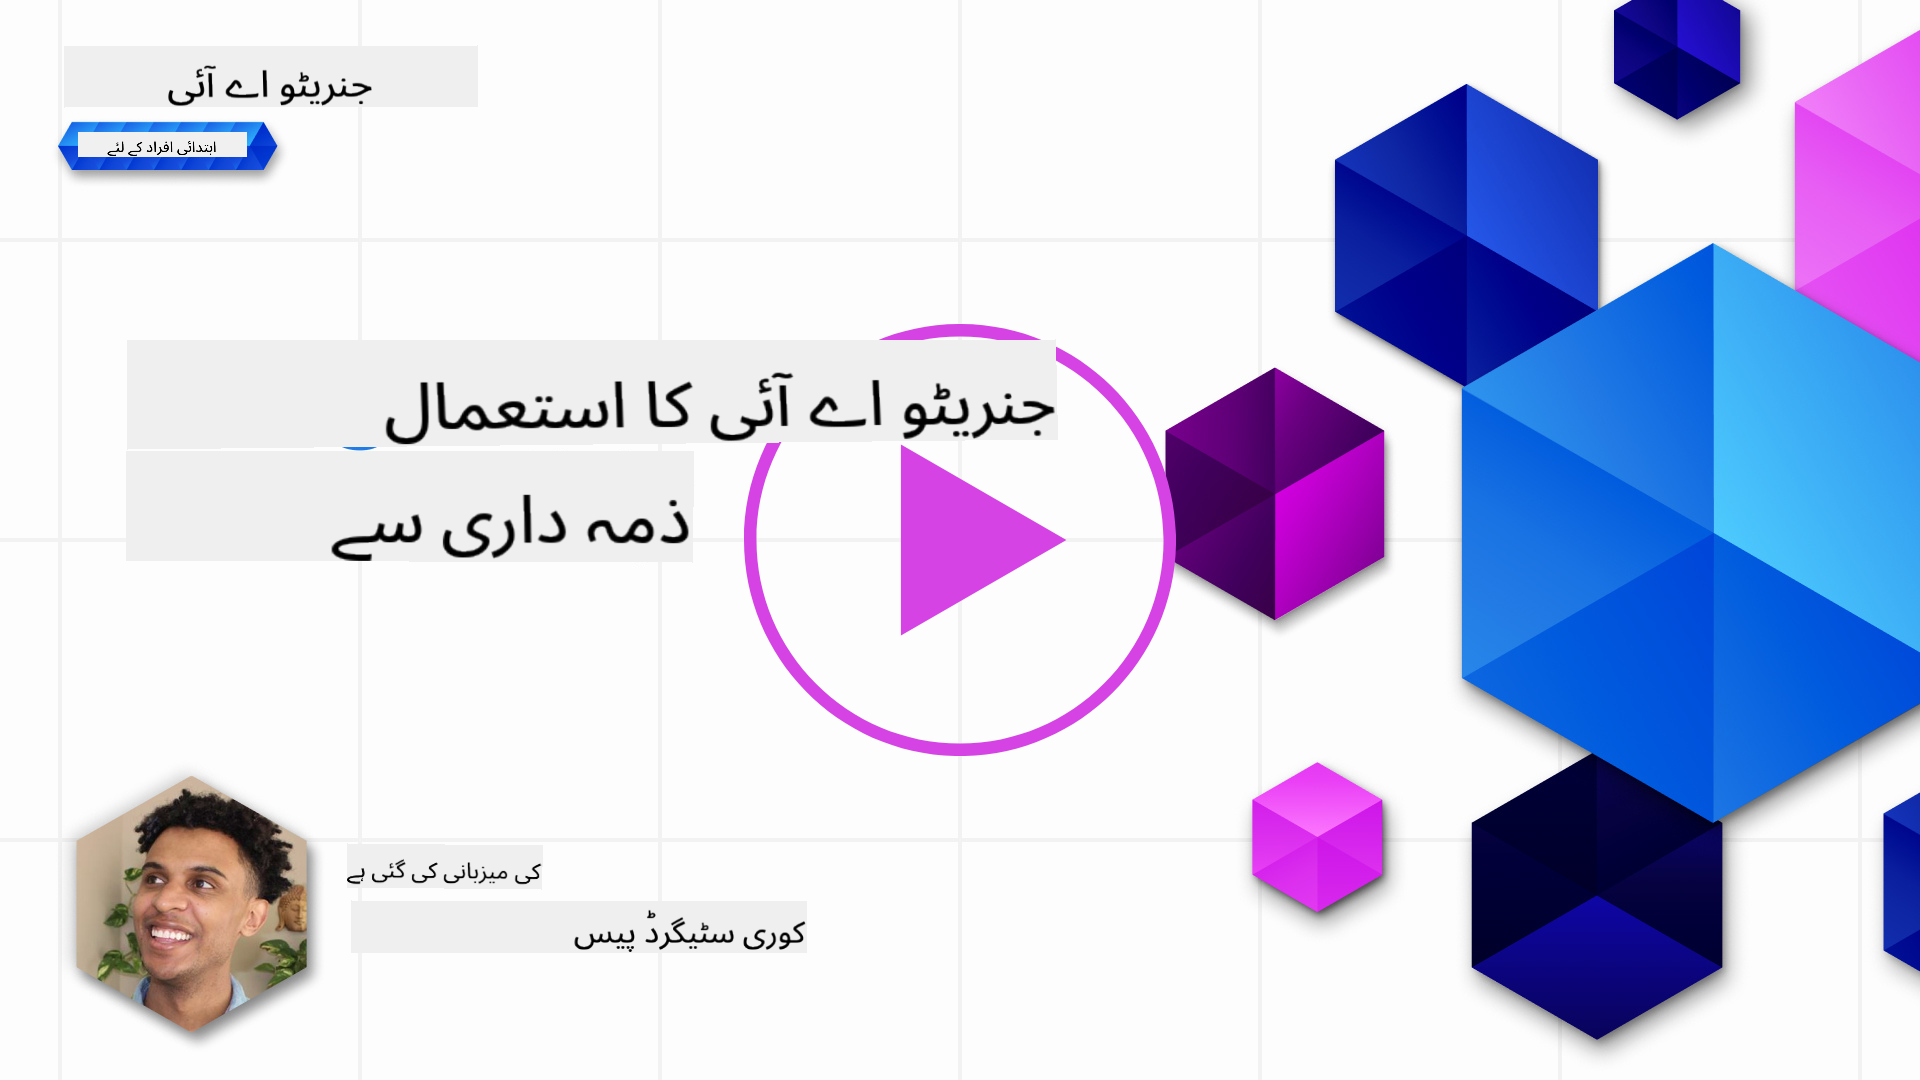 جنریٹو اے آئی
ابتدائی افراد کے لئے
جنریٹو اے آئی کا استعمال
ذمہ داری سے
کی میزبانی کی گئی ہے
کوری سٹیگرڈ پیس